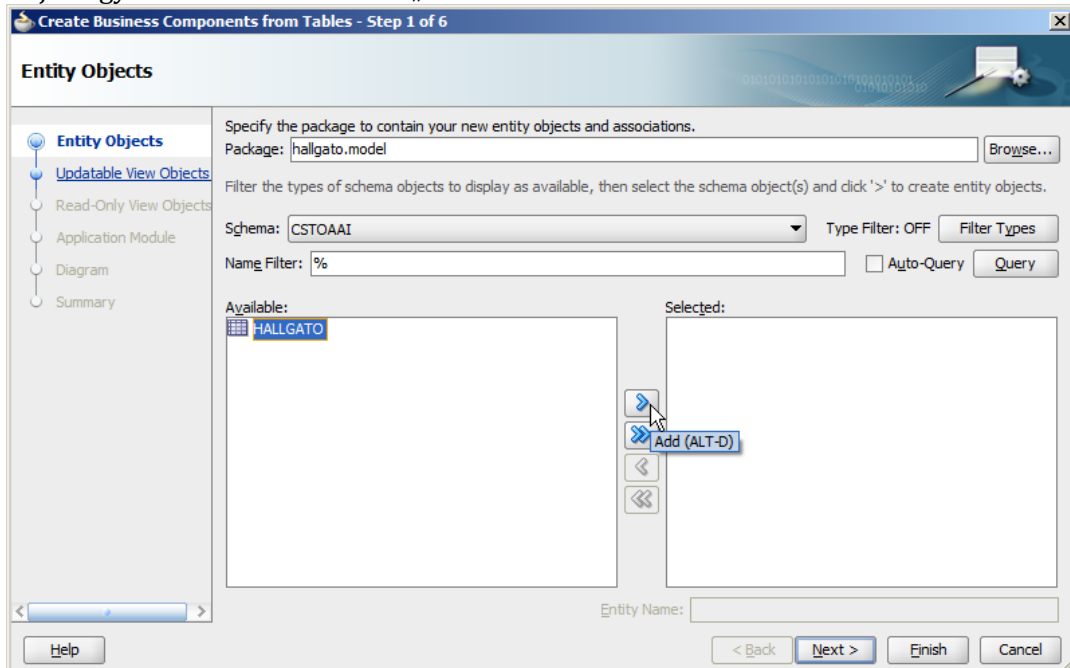 Create Business Components from Tables - Step 1 of 6
Entity Objects
Entity Objects
Updatable View Objects
Read-Only View Objects
Application Module
Diagram
Summary
Specify the package to contain your new entity objects and associations.
Package: hallgato.model Browse...
Filter the types of schema objects to display as available, then select the schema object(s) and click '>' to create entity objects.
Schema: CSTOAAI Type Filter: OFF Filter Types
Name Filter: % Auto-Query Query
Available: Selected:
HALLGATO
Add (ALT-D)
Entity Name:
Help < Back Next > Finish Cancel